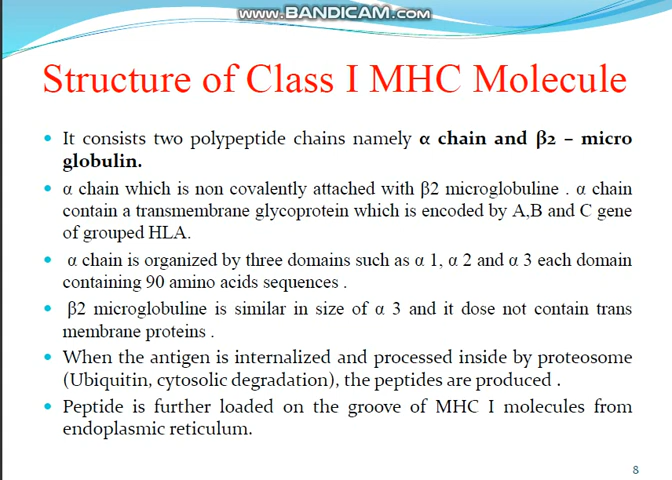 www.BANDICAM.com
Structure of Class I MHC Molecule
• It consists two polypeptide chains namely α chain and β2 – micro
globulin.
• α chain which is non covalently attached with β2 microglobuline . α chain
contain a transmembrane glycoprotein which is encoded by A,B and C gene
of grouped HLA.
• α chain is organized by three domains such as α 1, α 2 and α 3 each domain
containing 90 amino acids sequences .
• β2 microglobuline is similar in size of α 3 and it dose not contain trans
membrane proteins .
• When the antigen is internalized and processed inside by proteosome
(Ubiquitin, cytosolic degradation), the peptides are produced .
• Peptide is further loaded on the groove of MHC I molecules from
endoplasmic reticulum.
8